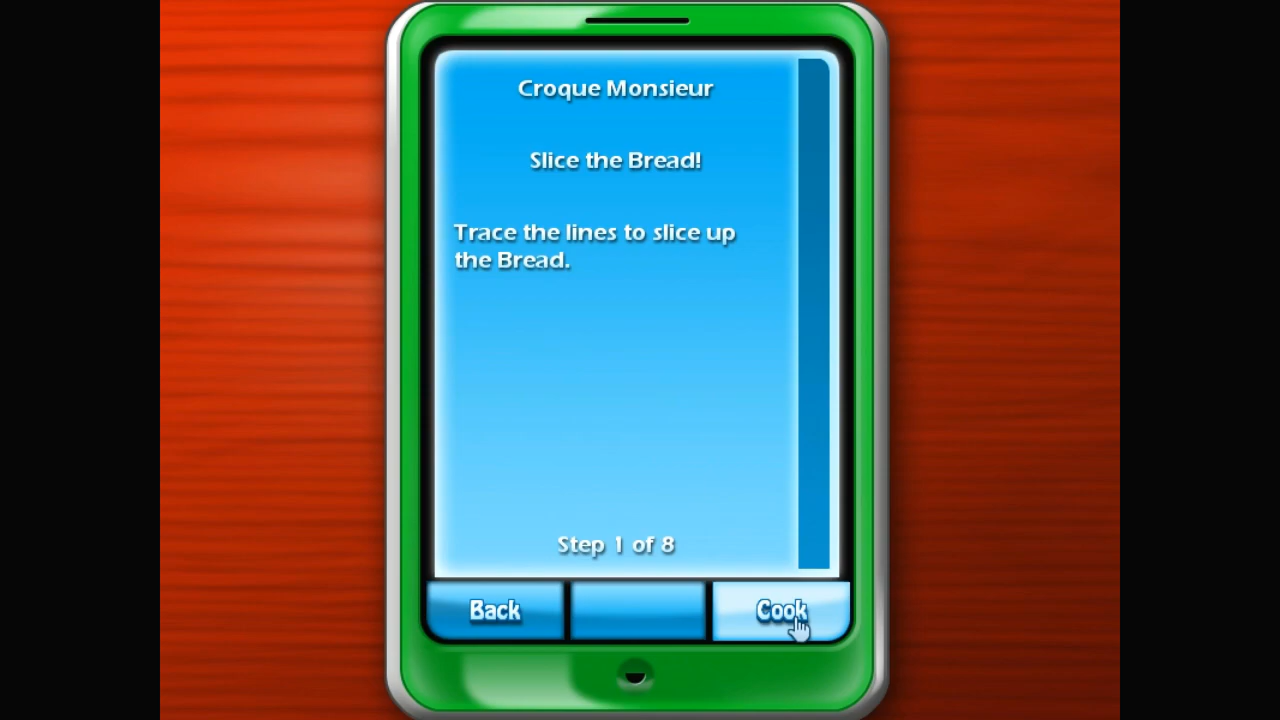 Croque Monsieur
Slice the Bread!
Trace the lines to slice up
the Bread.
Step 1 of 8
Back
Cook